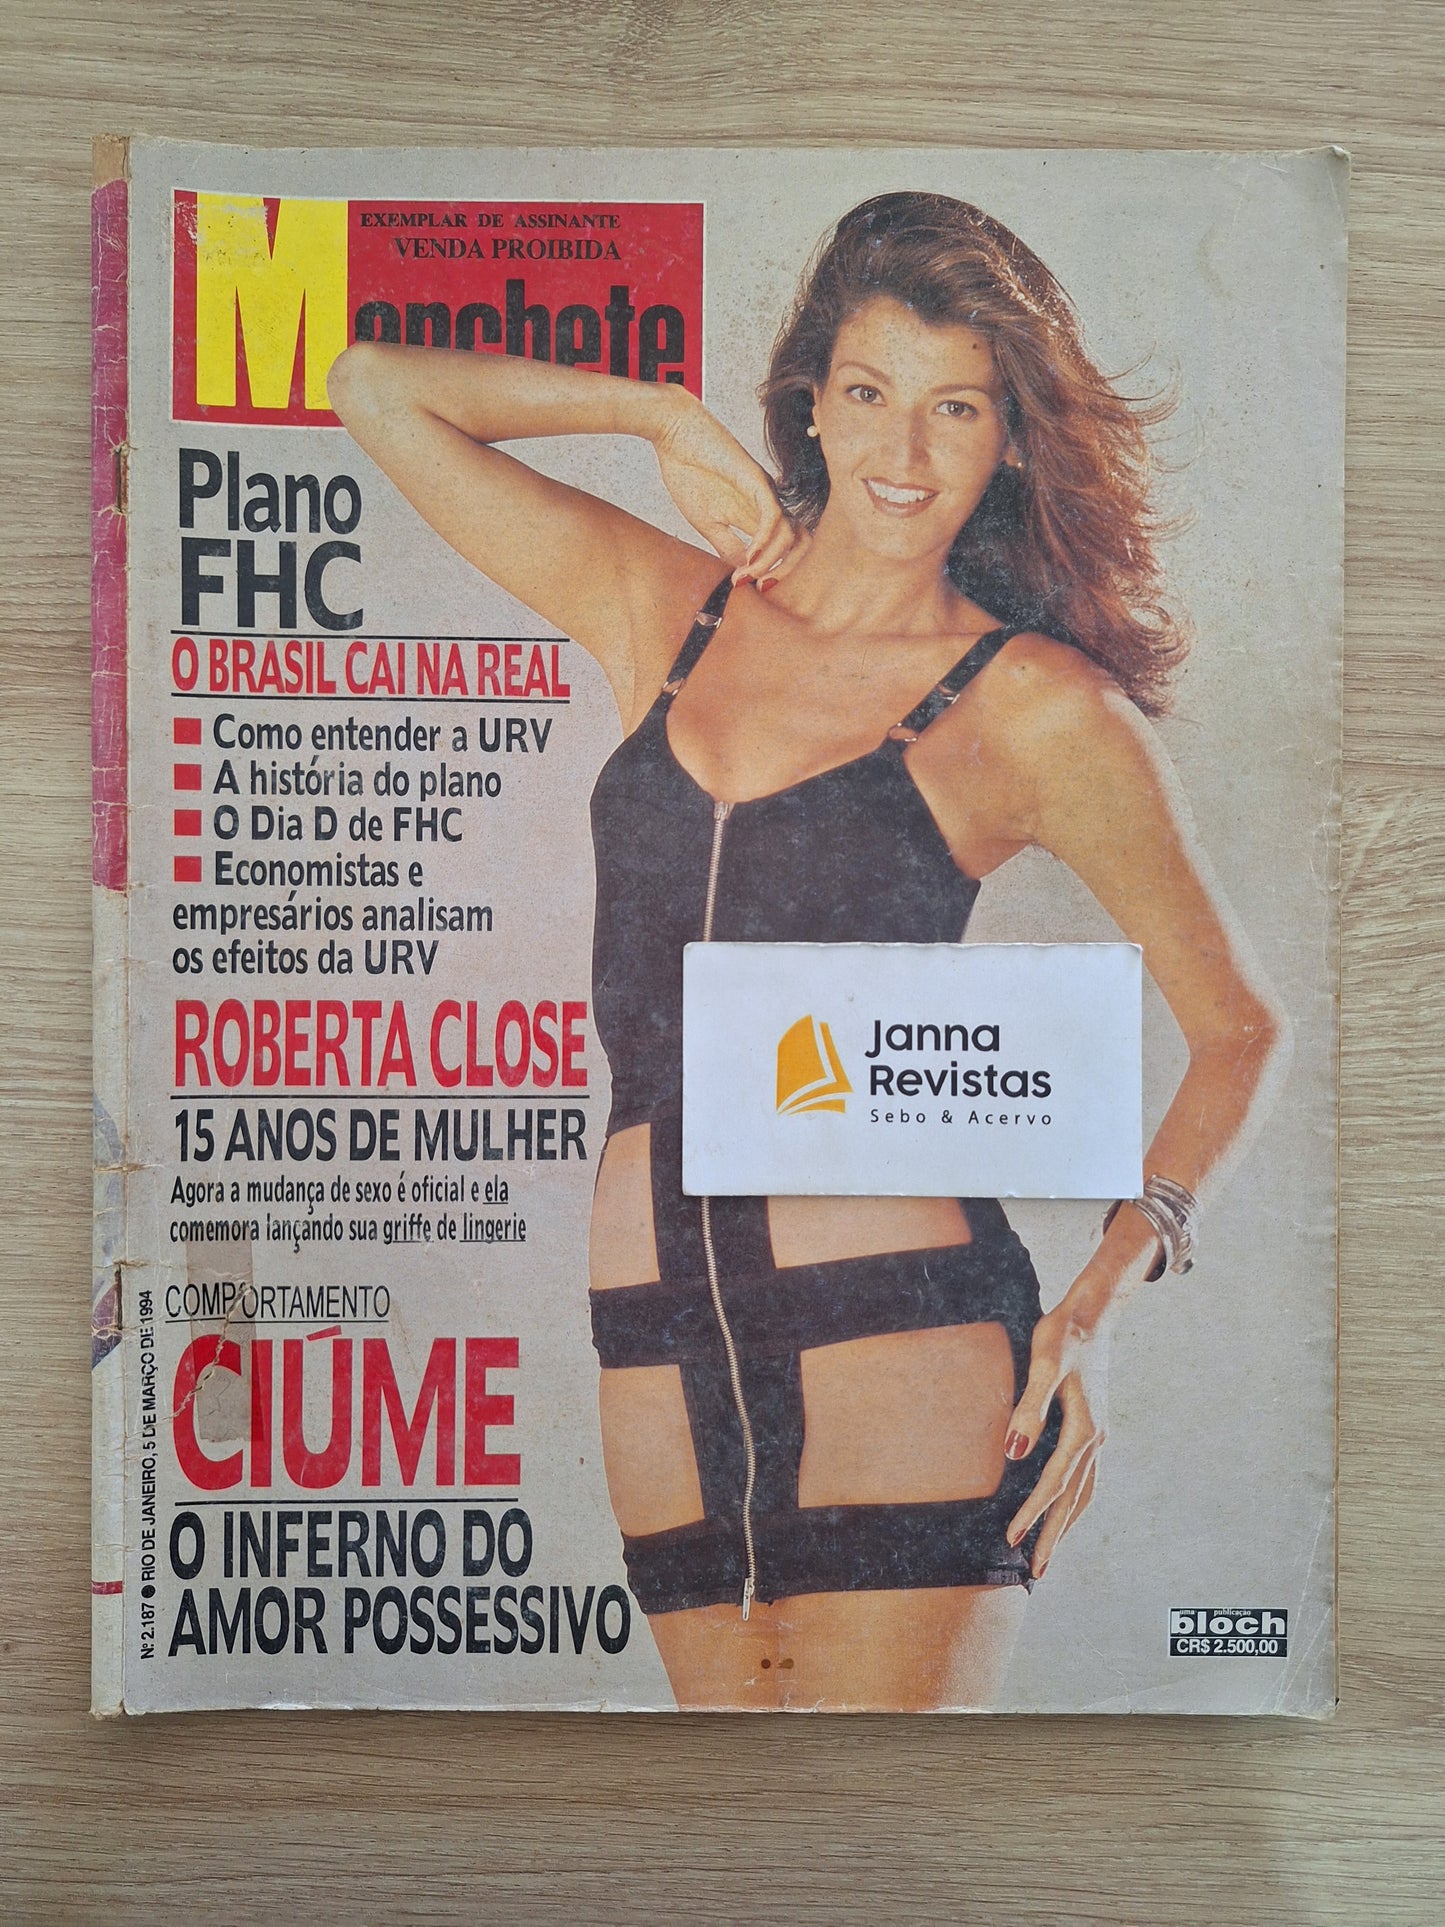 EXEMPLAR DE ASSINANTE
VENDA PROIBIDA
Manchete
Plano
FHC
O BRASIL CAI NA REAL
Como entender a URV
A história do plano
O Dia D de FHC
Economistas e
empresários analisam
os efeitos da URV
ROBERTA CLOSE
15 ANOS DE MULHER
Agora a mudança de sexo é oficial e ela
comemora lançando sua griffe de lingerie
COMPORTAMENTO
CIÚME
O INFERNO DO
AMOR POSSESSIVO
Nº 2.187 ● RIO DE JANEIRO, 5 DE MARÇO DE 1994
Janna
Revistas
Sebo & Acervo
uma publicação
bloch
CR$ 2.500,00